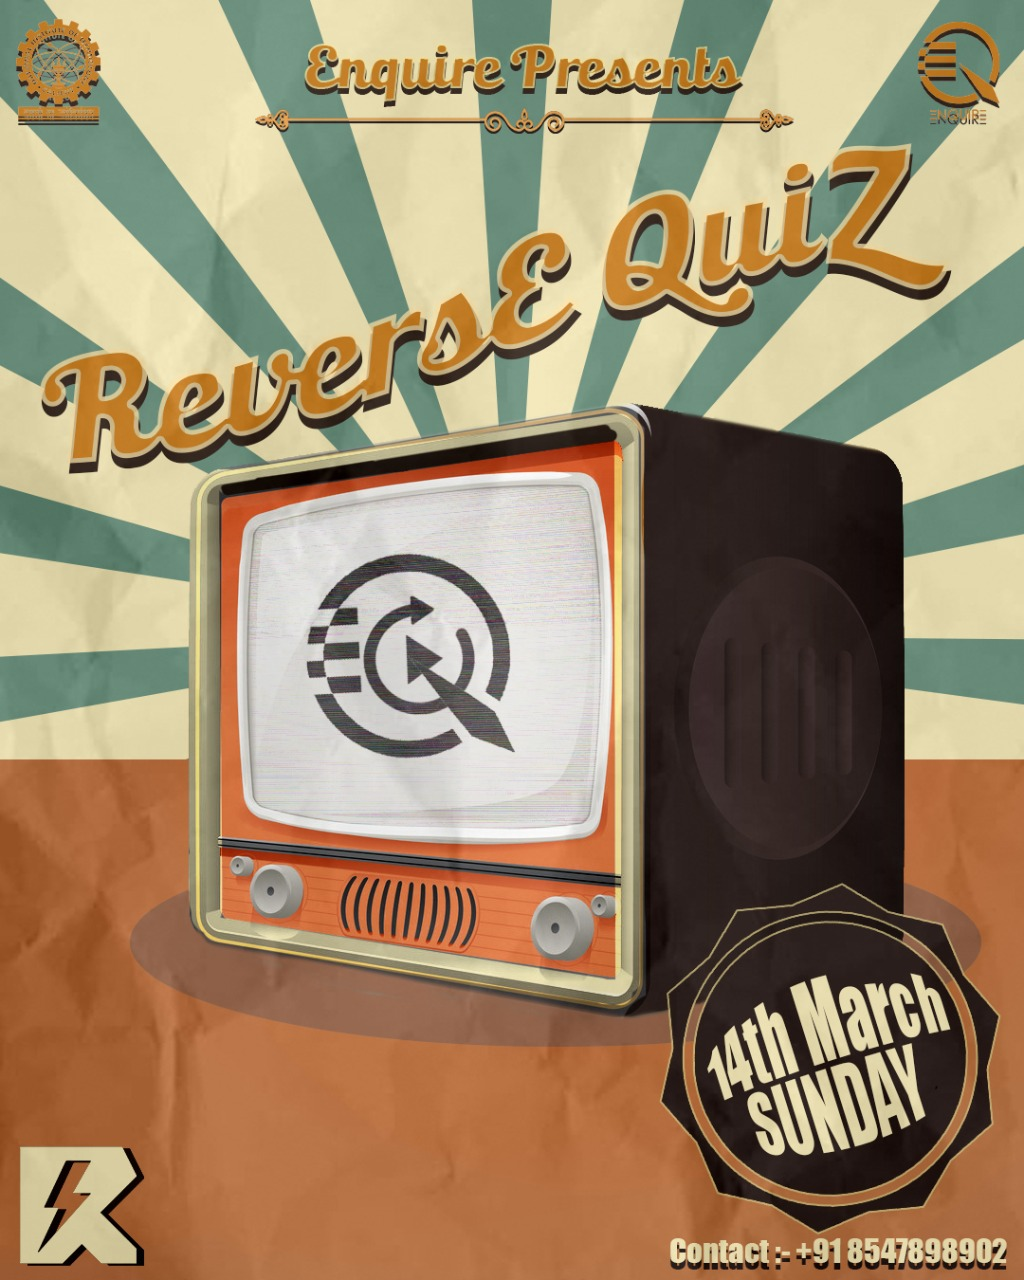 Enquire Presents
ENQUIRE
ReversE QuiZ
14th March
SUNDAY
Contact :- +91 8547898902